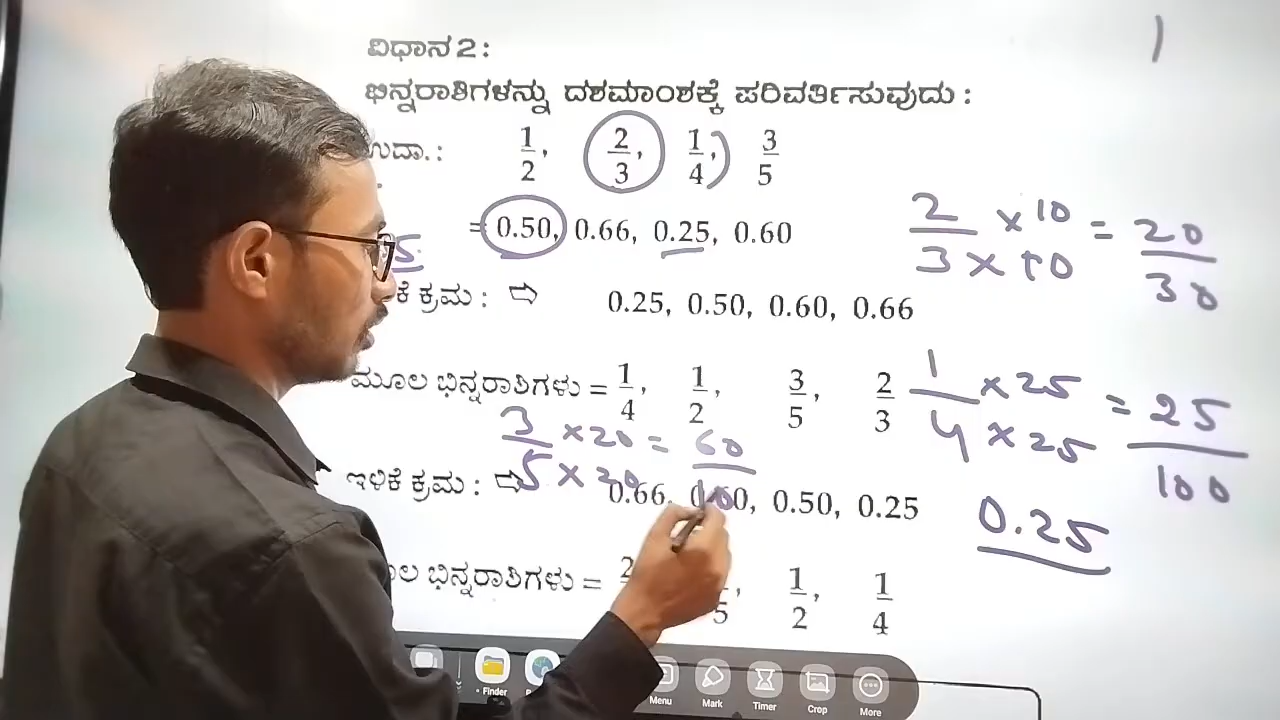 ವಿಧಾನ 2 :
ಭಿನ್ನರಾಶಿಗಳನ್ನು ದಶಮಾಂಶಕ್ಕೆ ಪರಿವರ್ತಿಸುವುದು :
ಉದಾ. : 1/2, 2/3, 1/4, 3/5
= 0.50, 0.66, 0.25, 0.60
2/3 × 10/10 = 20/30
ಕ್ರಮ : ⇨ 0.25, 0.50, 0.60, 0.66
ಮೂಲ ಭಿನ್ನರಾಶಿಗಳು = 1/4, 1/2, 3/5, 2/3
1/4 × 25/25 = 25/100
3/5 × 20/20 = 60/100
ಇಳಿಕೆ ಕ್ರಮ : ⇨ 0.66, 0.60, 0.50, 0.25
0.25
ಭಿನ್ನರಾಶಿಗಳು = 1/2, 1/4
Finder
Menu Mark Timer Crop More